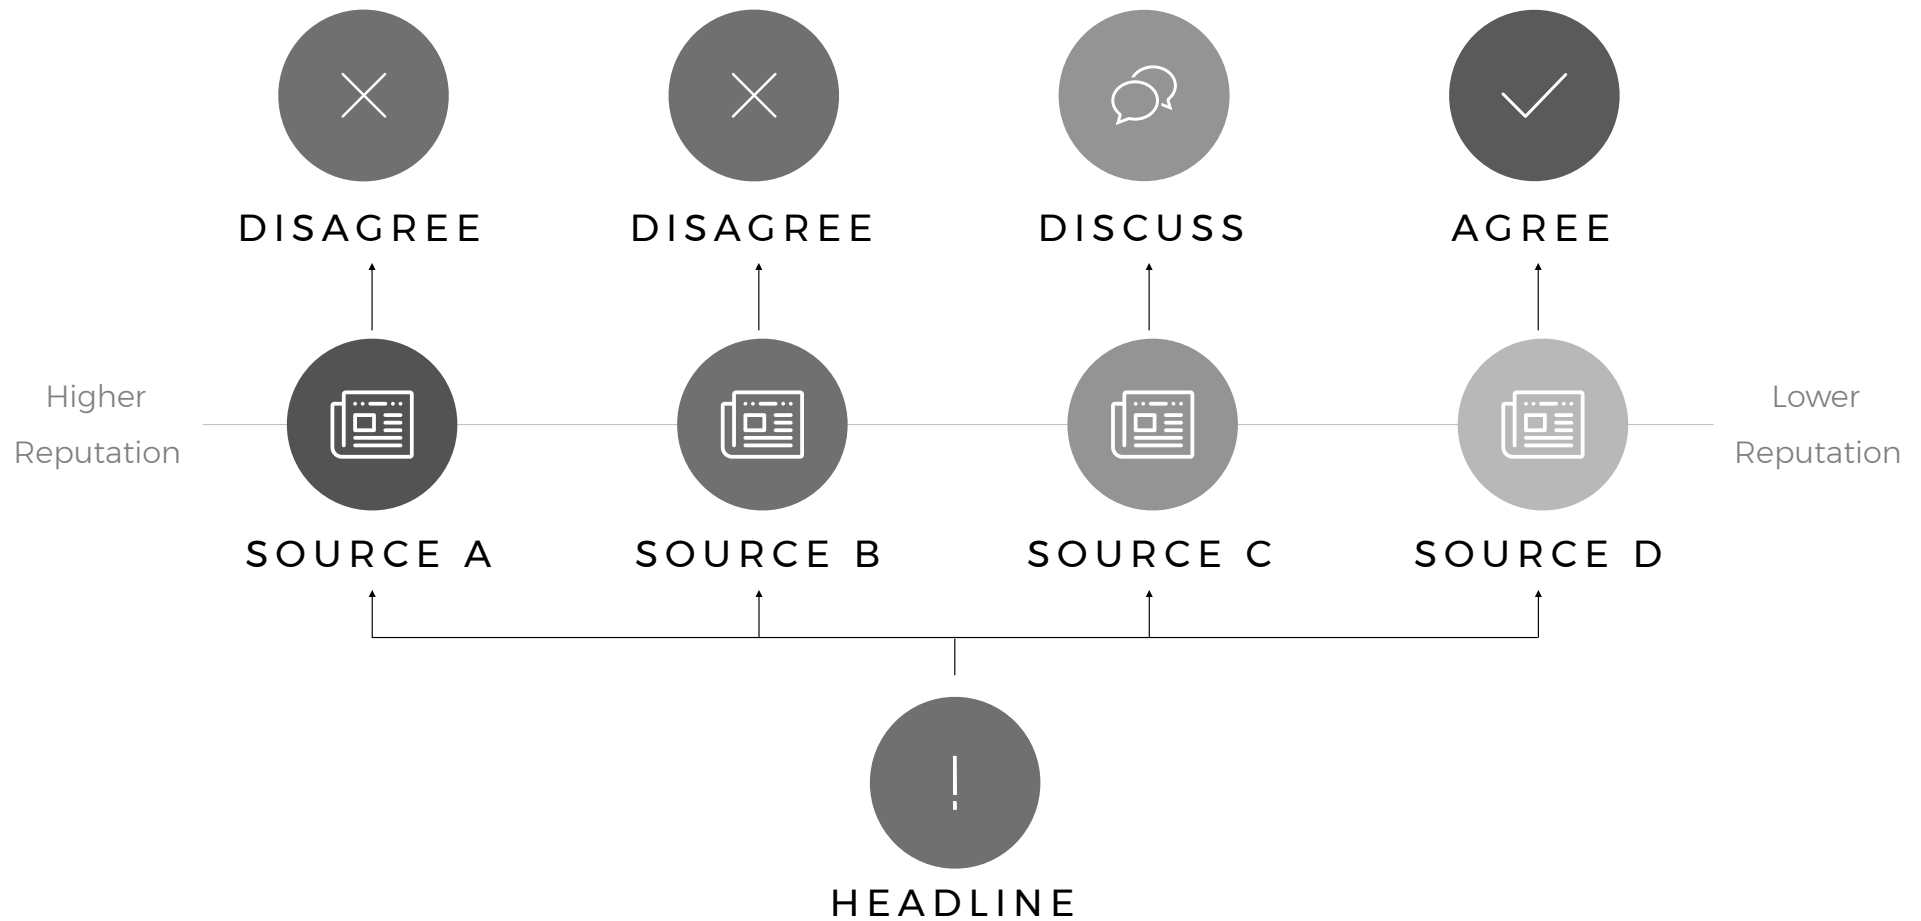 DISAGREE
DISAGREE
DISCUSS
AGREE
Higher
Reputation
Lower
Reputation
SOURCE A
SOURCE B
SOURCE C
SOURCE D
HEADLINE